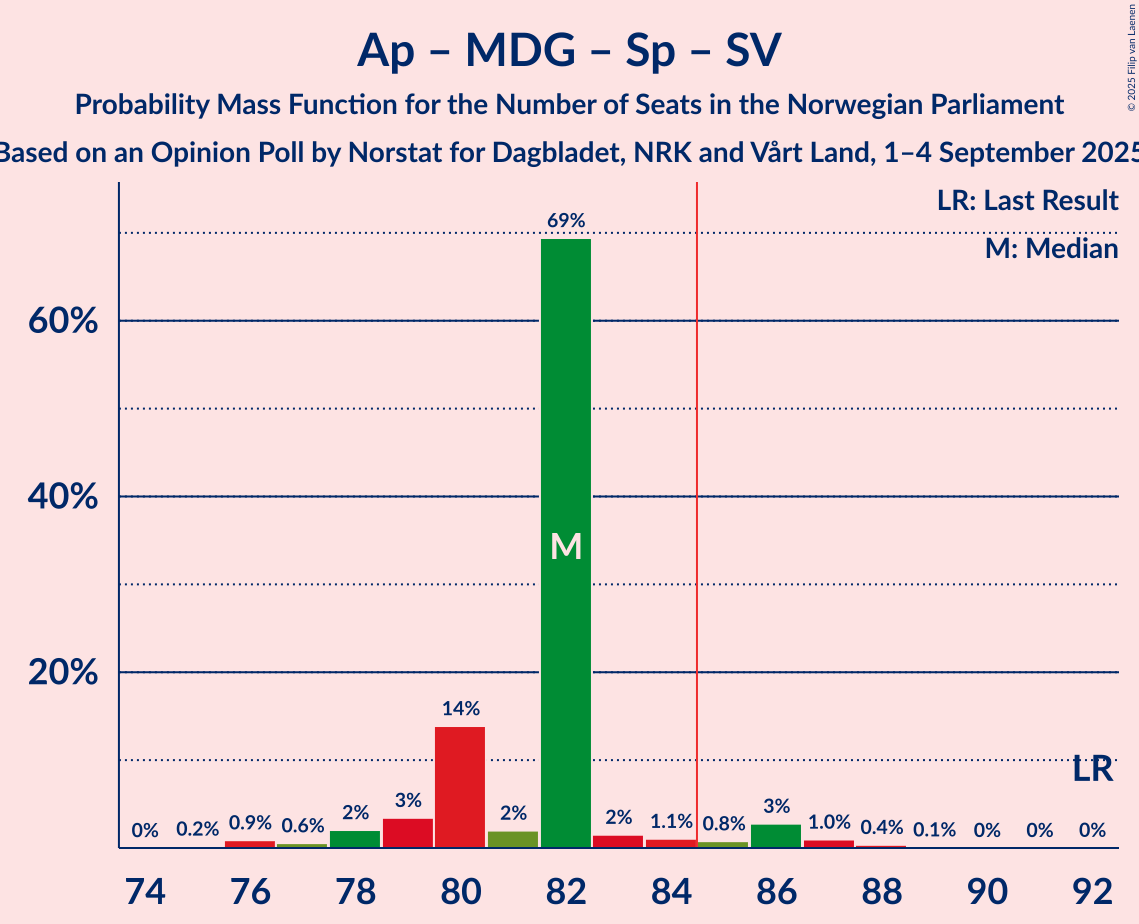 Ap – MDG – Sp – SV
Probability Mass Function for the Number of Seats in the Norwegian Parliament
Based on an Opinion Poll by Norstat for Dagbladet, NRK and Vårt Land, 1–4 September 2025
© 2025 Filip van Laenen
LR: Last Result
M: Median
69%
60%
M
40%
20%
14%
LR
0% 0.2% 0.9% 0.6% 2% 3% 2% 2% 1.1% 0.8% 3% 1.0% 0.4% 0.1% 0% 0% 0%
74 76 78 80 82 84 86 88 90 92